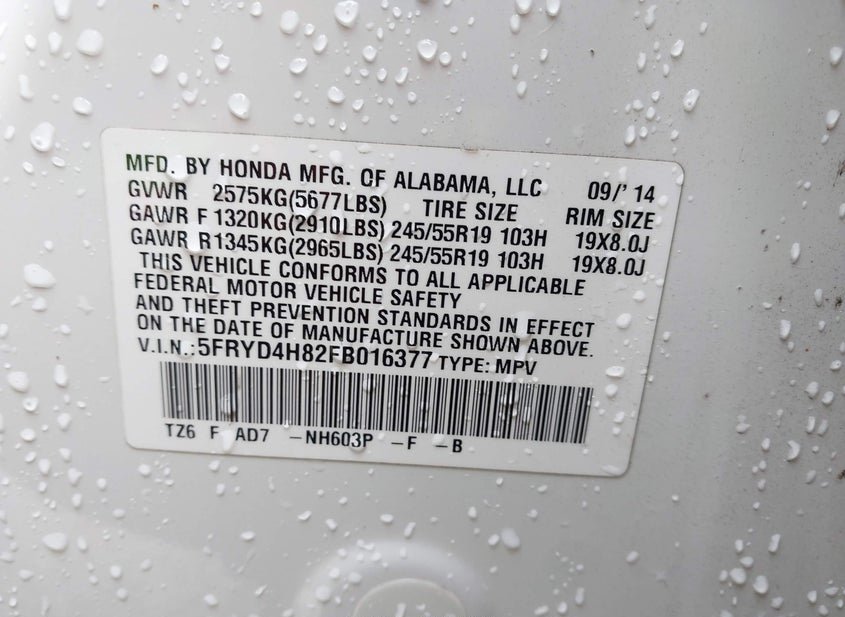 MFD. BY HONDA MFG. OF ALABAMA, LLC 09/'14
GVWR 2575KG(5677LBS) TIRE SIZE RIM SIZE
GAWR F 1320KG(2910LBS) 245/55R19 103H 19X8.0J
GAWR R1345KG(2965LBS) 245/55R19 103H 19X8.0J
THIS VEHICLE CONFORMS TO ALL APPLICABLE
FEDERAL MOTOR VEHICLE SAFETY
AND THEFT PREVENTION STANDARDS IN EFFECT
ON THE DATE OF MANUFACTURE SHOWN ABOVE.
V.I.N.:5FRYD4H82FB016377 TYPE: MPV
TZ6 F AD7 -NH603P -F -B